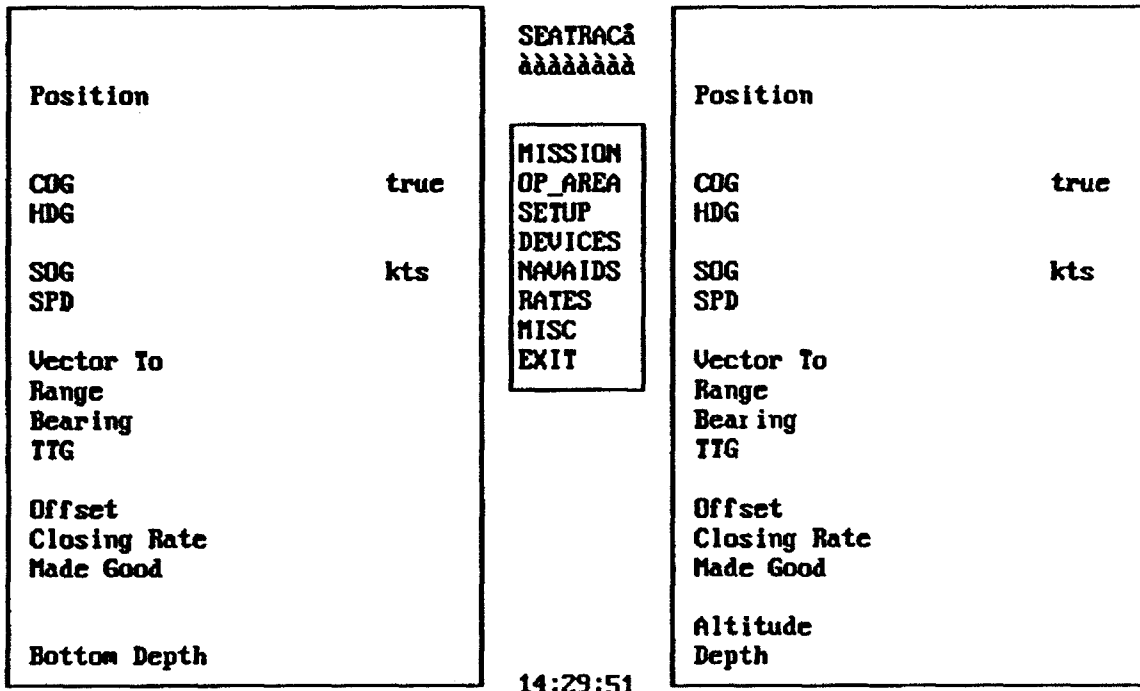 Position
COG true
HDG
SOG kts
SPD
Vector To
Range
Bearing
TTG
Offset
Closing Rate
Made Good
Bottom Depth
SEATRACå
àààààààà
MISSION
OP_AREA
SETUP
DEVICES
NAVAIDS
RATES
MISC
EXIT
14:29:51
Position
COG true
HDG
SOG kts
SPD
Vector To
Range
Bearing
TTG
Offset
Closing Rate
Made Good
Altitude
Depth